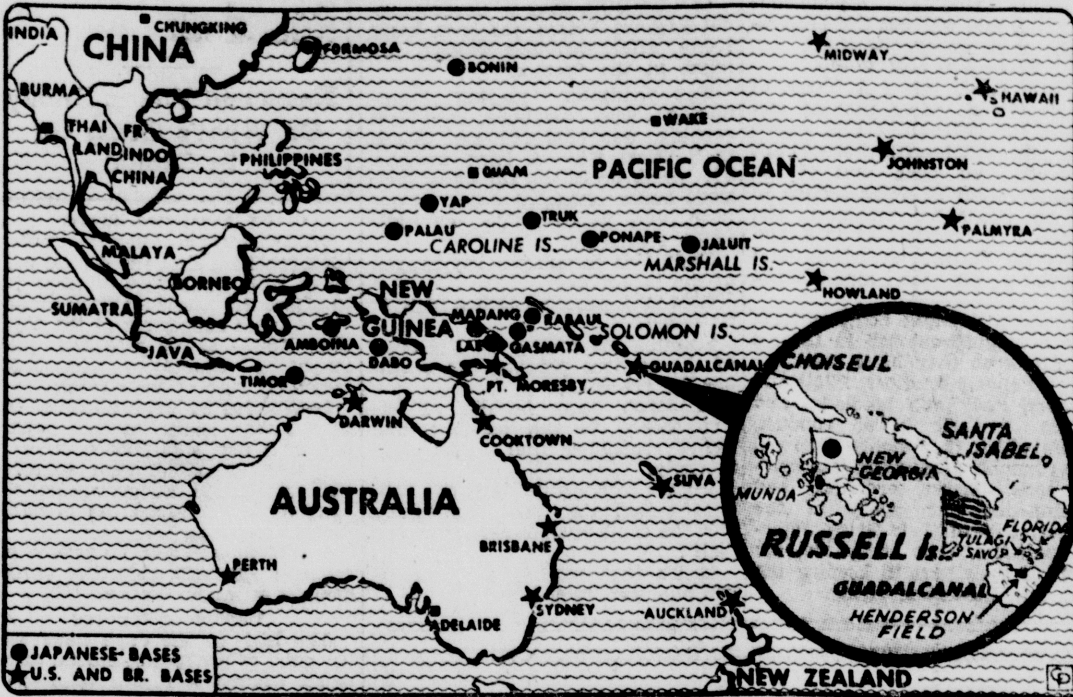 INDIA
CHUNGKING
CHINA
FORMOSA
BONIN
MIDWAY
HAWAII
BURMA
THAI
LAND
FR
INDO
CHINA
PHILIPPINES
WAKE
GUAM
PACIFIC OCEAN
JOHNSTON
YAP
PALAU
TRUK
PONAPE
JALUIT
PALMYRA
CAROLINE IS.
MARSHALL IS.
MALAYA
BORNEO
SUMATRA
JAVA
NEW
GUINEA
HOWLAND
MADANG
RABAUL
SOLOMON IS.
AMBOINA
DABO
LAE
GASMATA
GUADALCANAL
TIMOR
PT. MORESBY
DARWIN
COOKTOWN
SUVA
AUSTRALIA
BRISBANE
PERTH
SYDNEY
ADELAIDE
AUCKLAND
NEW ZEALAND
CHOISEUL
SANTA
ISABEL
NEW
GEORGIA
MUNDA
FLORIDA
TULAGI
SAVO
RUSSELL Is.
GUADALCANAL
HENDERSON
FIELD
JAPANESE-BASES
U.S. AND BR. BASES